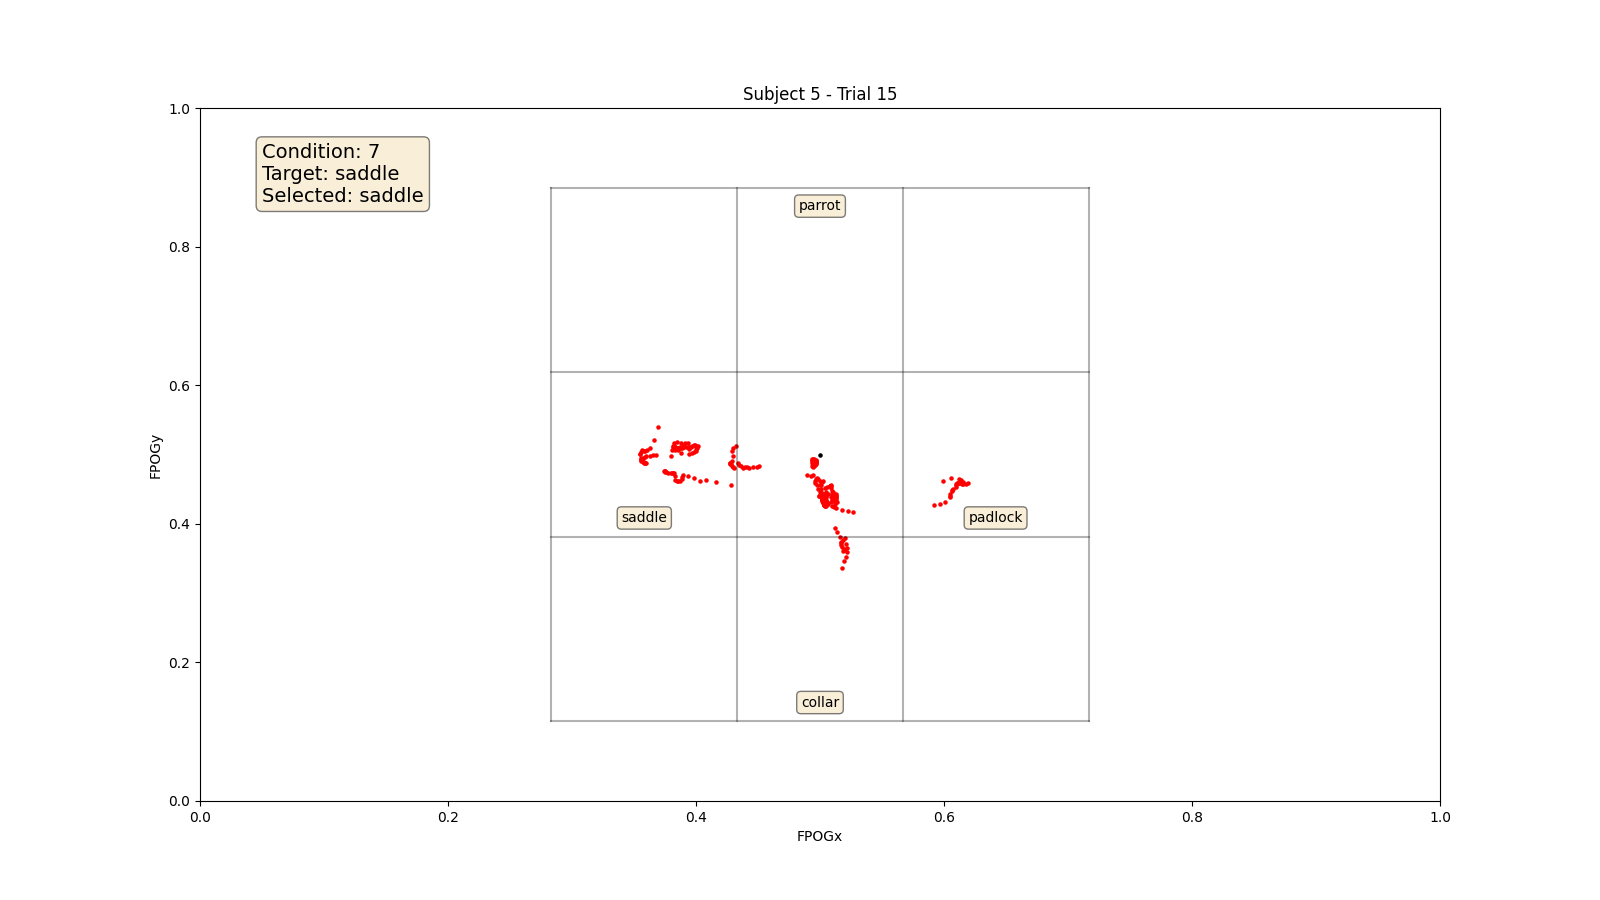 Subject 5 - Trial 15
Condition: 7
Target: saddle
Selected: saddle
parrot
saddle
padlock
collar
1.0
0.8
0.6
0.4
0.2
0.0
FPOGy
0.0 0.2 0.4 0.6 0.8 1.0
FPOGx